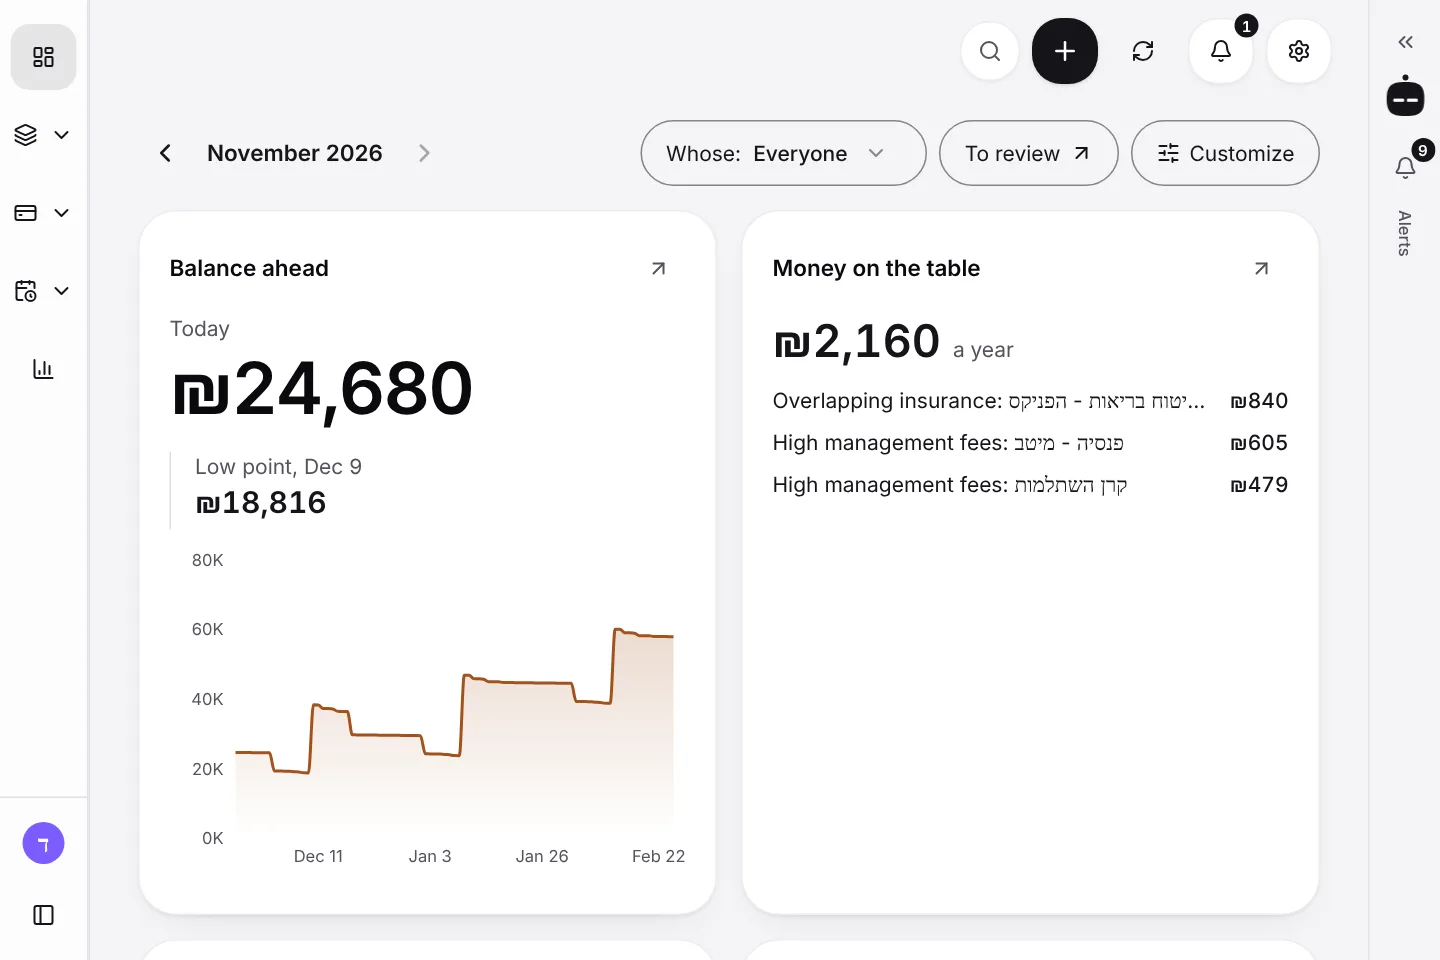 1
November 2026
Whose: Everyone
To review
Customize
9
Alerts
Balance ahead
Today
₪24,680
Low point, Dec 9
₪18,816
80K
60K
40K
20K
0K
Dec 11
Jan 3
Jan 26
Feb 22
Money on the table
₪2,160 a year
Overlapping insurance: יטוח בריאות - הפניקס... ₪840
High management fees: פנסיה - מיטב ₪605
High management fees: קרן השתלמות ₪479
ד